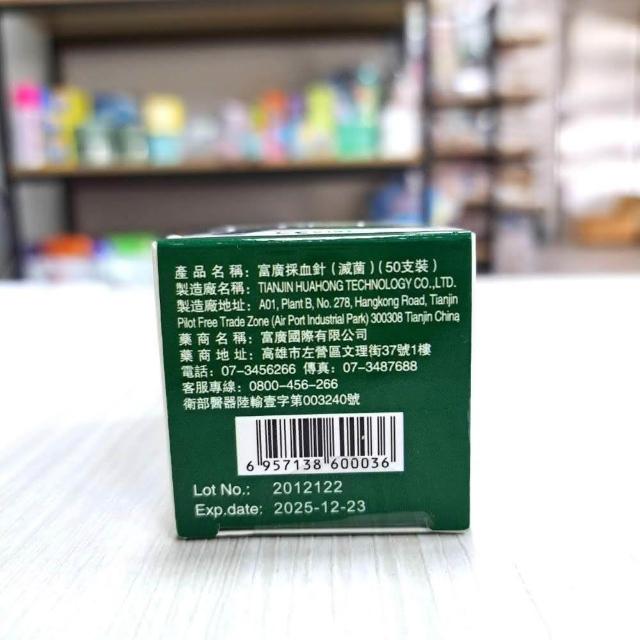 產品名稱：富廣採血針(滅菌)(50支裝)
製造廠名稱：TIANJIN HUAHONG TECHNOLOGY CO.,LTD.
製造廠地址：A01, Plant B, No. 278, Hangkong Road, Tianjin
Pilot Free Trade Zone (Air Port Industrial Park) 300308 Tianjin China
藥商名稱：富廣國際有限公司
藥商地址：高雄市左營區文理街37號1樓
電話：07-3456266 傳真：07-3487688
客服專線：0800-456-266
衛部醫器陸輸壹字第003240號
6 957138 600036
Lot No.: 2012122
Exp.date: 2025-12-23